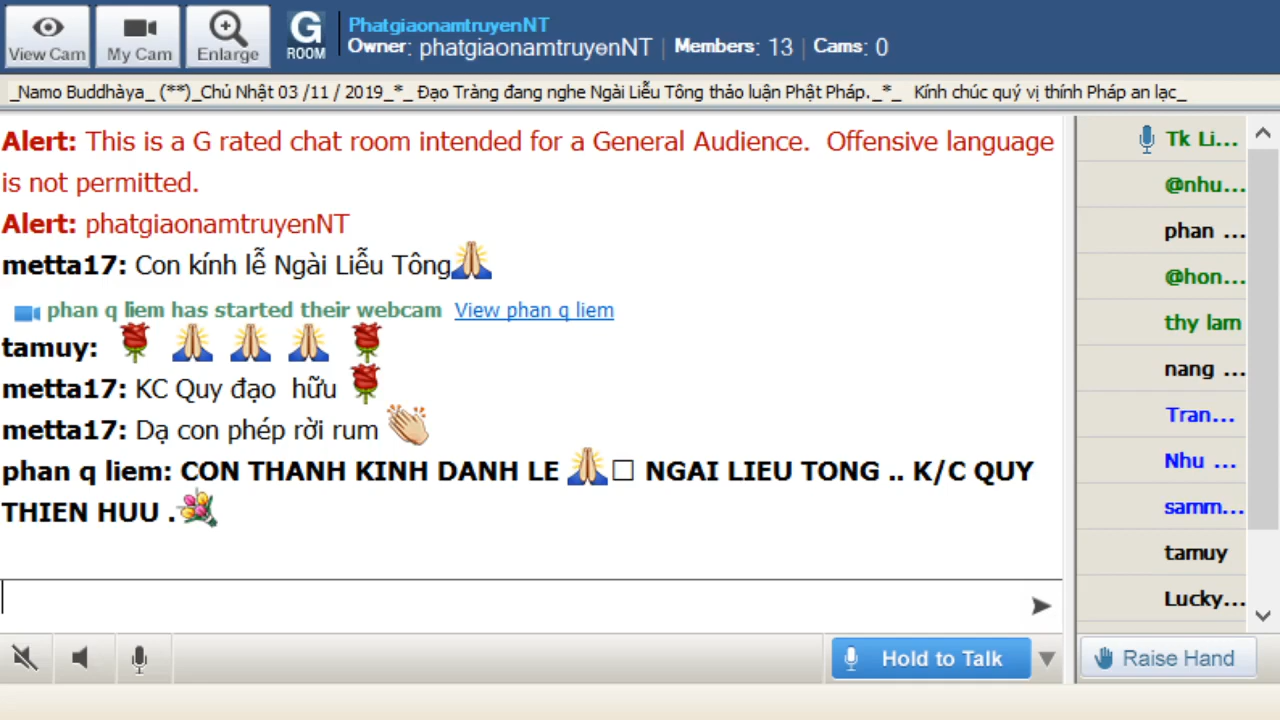 View Cam
My Cam
Enlarge
G
ROOM
PhatgiaonamtruyenNT
Owner: phatgiaonamtruyenNT | Members: 13 | Cams: 0
_Namo Buddhàya_ (**)_Chủ Nhật 03 /11 / 2019_*_ Đạo Tràng đang nghe Ngài Liễu Tông thảo luận Phật Pháp._*_ Kính chúc quý vị thính Pháp an lạc_
Alert: This is a G rated chat room intended for a General Audience. Offensive language
is not permitted.
Alert: phatgiaonamtruyenNT
metta17: Con kính lễ Ngài Liễu Tông🙏
phan q liem has started their webcam View phan q liem
tamuy: 🌹 🙏 🙏 🙏 🌹
metta17: KC Quy đạo hữu 🌹
metta17: Dạ con phép rời rum 👏
phan q liem: CON THANH KINH DANH LE 🙏□ NGAI LIEU TONG .. K/C QUY
THIEN HUU .💐
Tk Li...
@nhu...
phan ...
@hon...
thy lam
nang ...
Tran...
Nhu ...
samm...
tamuy
Lucky...
Hold to Talk
Raise Hand